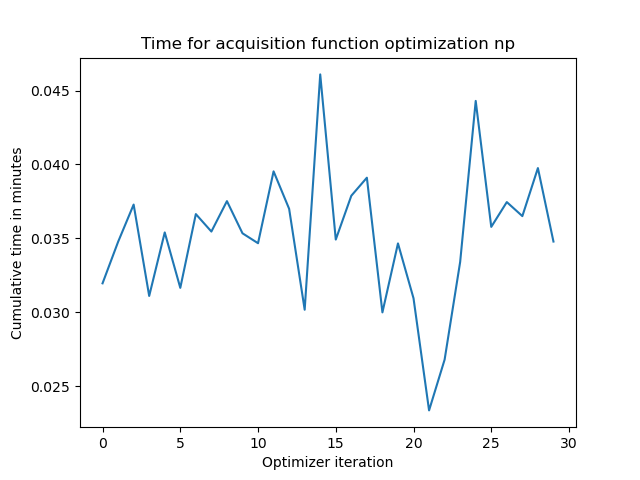 Time for acquisition function optimization np
Cumulative time in minutes
0.045
0.040
0.035
0.030
0.025
0 5 10 15 20 25 30
Optimizer iteration